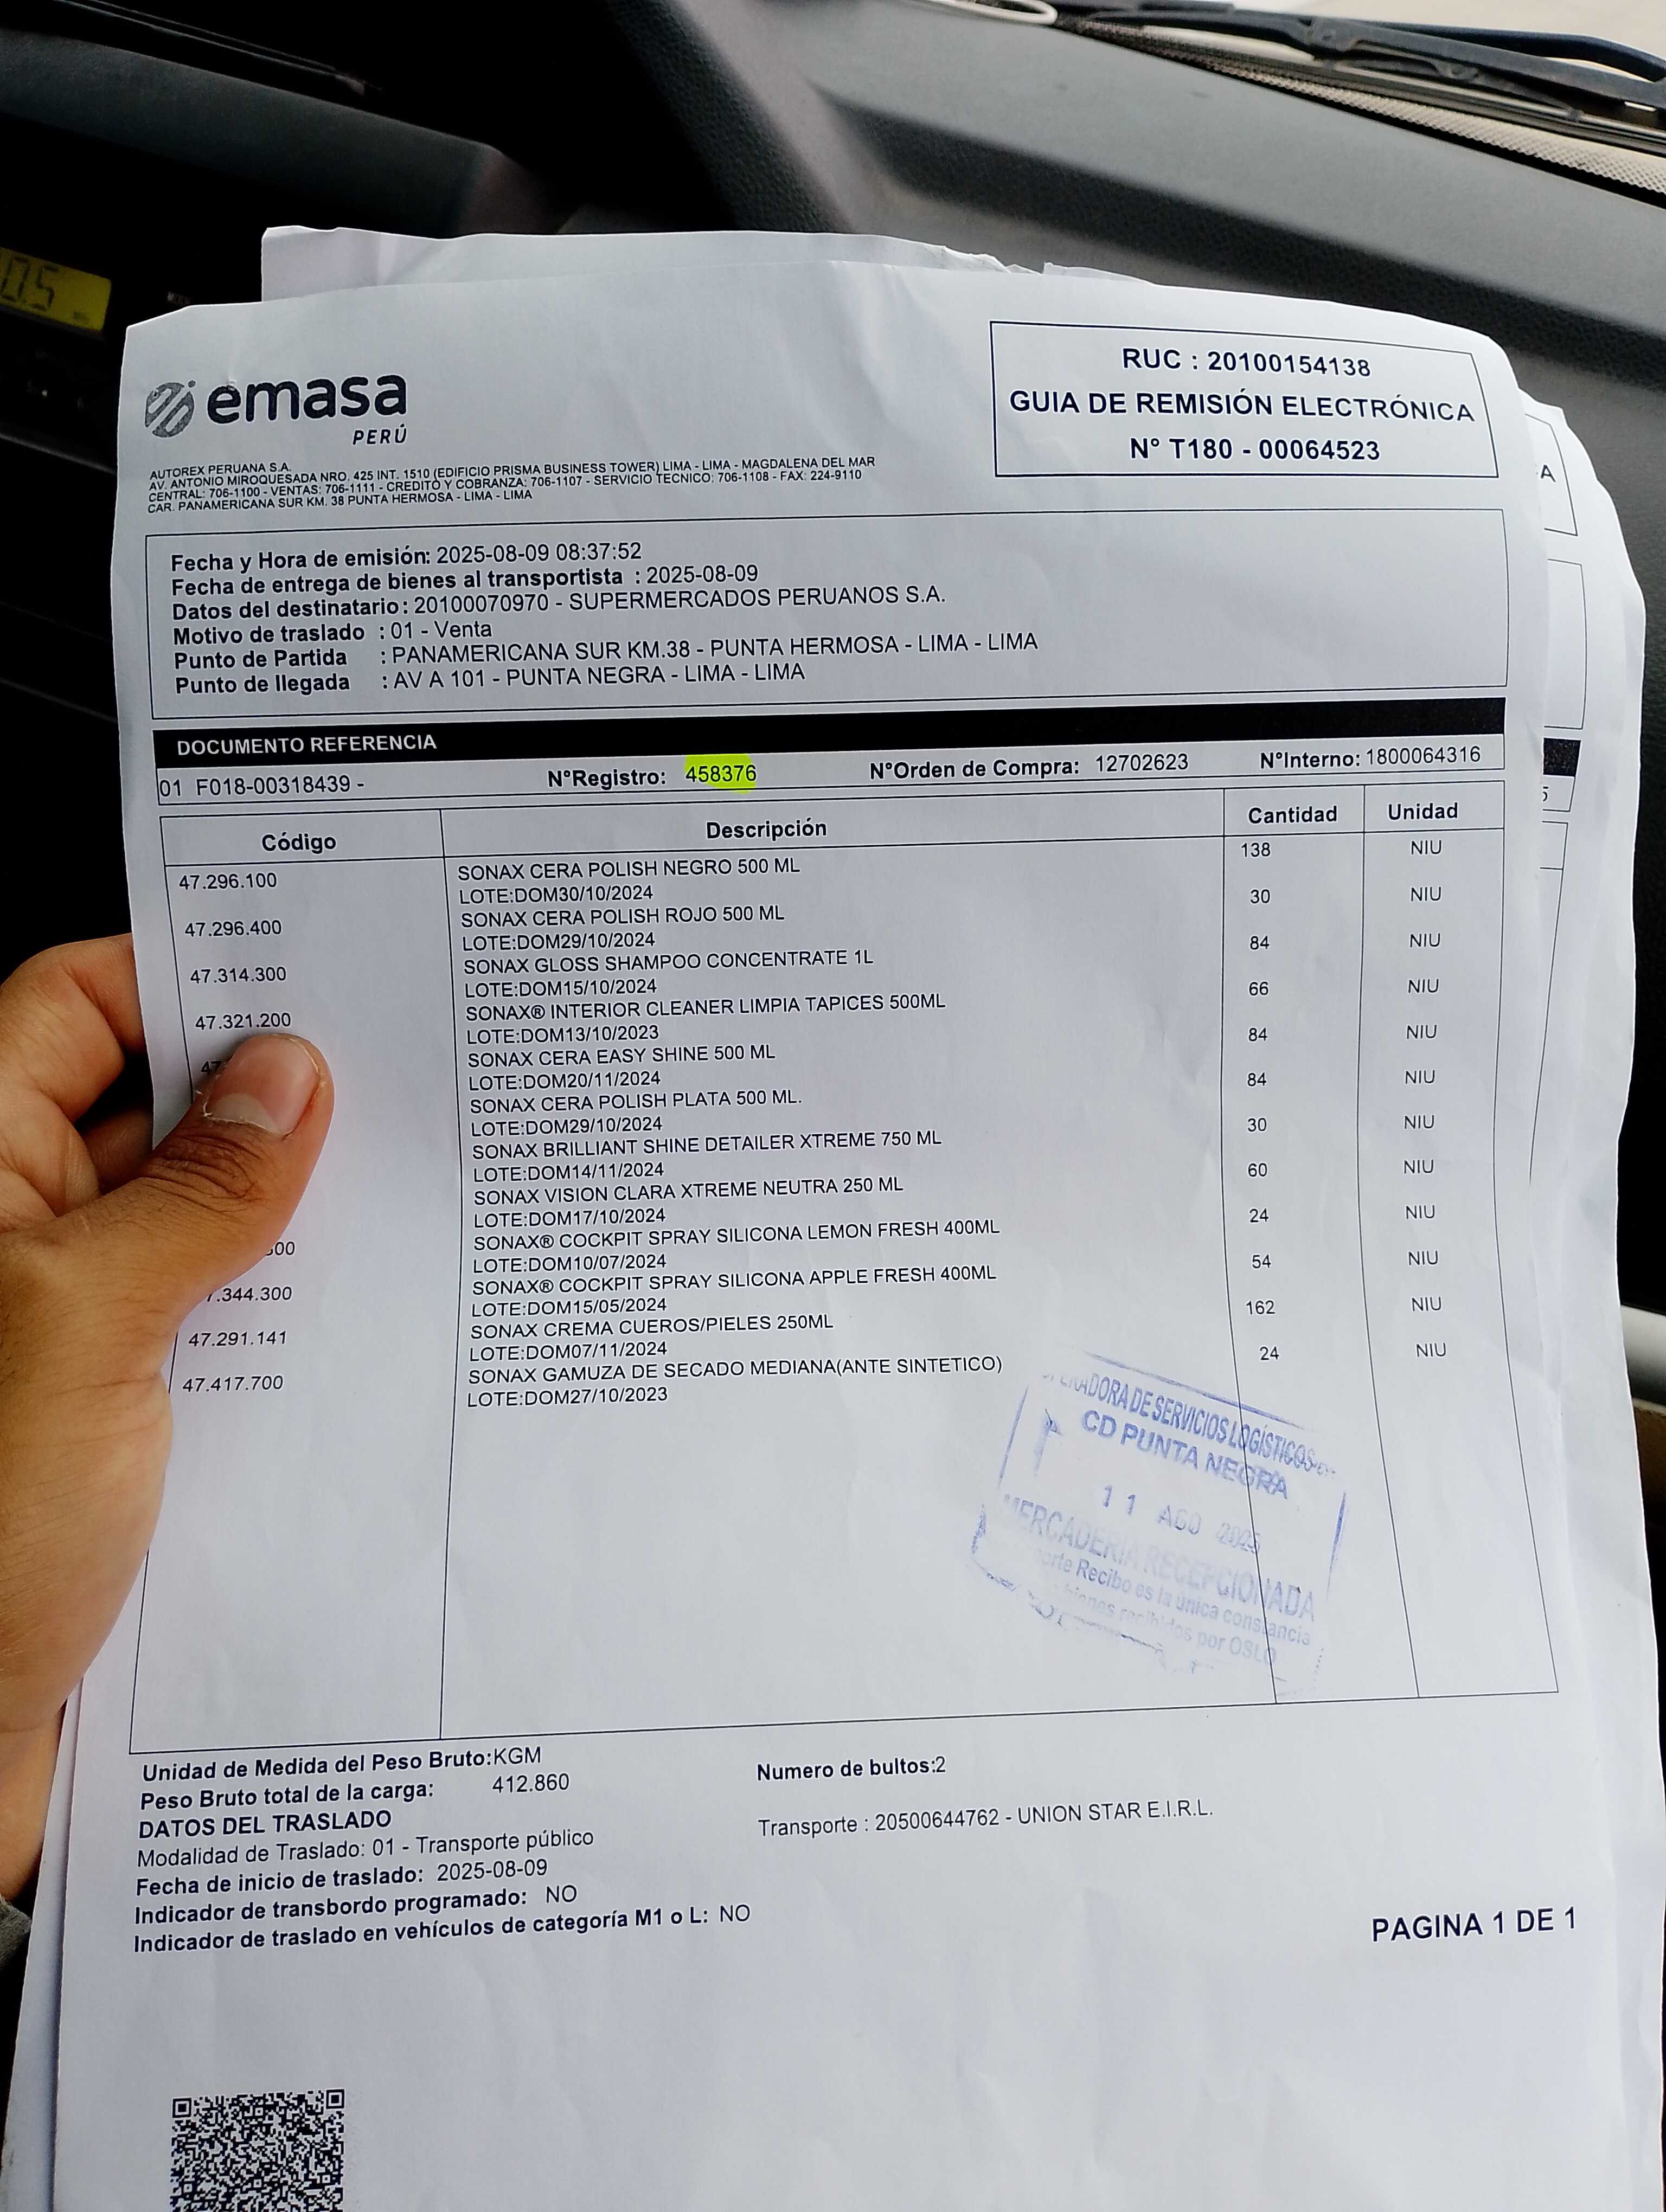 05
emasa
PERÚ
RUC : 20100154138
GUIA DE REMISIÓN ELECTRÓNICA
N° T180 - 00064523
AUTOREX PERUANA S.A.
AV. ANTONIO MIROQUESADA NRO. 425 INT. 1510 (EDIFICIO PRISMA BUSINESS TOWER) LIMA - LIMA - MAGDALENA DEL MAR
CENTRAL: 706-1100 - VENTAS: 706-1111 - CREDITO Y COBRANZA: 706-1107 - SERVICIO TECNICO: 706-1108 - FAX: 224-9110
CAR. PANAMERICANA SUR KM. 38 PUNTA HERMOSA - LIMA - LIMA
Fecha y Hora de emisión: 2025-08-09 08:37:52
Fecha de entrega de bienes al transportista : 2025-08-09
Datos del destinatario: 20100070970 - SUPERMERCADOS PERUANOS S.A.
Motivo de traslado : 01 - Venta
Punto de Partida : PANAMERICANA SUR KM.38 - PUNTA HERMOSA - LIMA - LIMA
Punto de llegada : AV A 101 - PUNTA NEGRA - LIMA - LIMA
DOCUMENTO REFERENCIA
01 F018-00318439 - N°Registro: 458376 N°Orden de Compra: 12702623 N°Interno: 1800064316
Código Descripción Cantidad Unidad
47.296.100 SONAX CERA POLISH NEGRO 500 ML 138 NIU
LOTE:DOM30/10/2024
47.296.400 SONAX CERA POLISH ROJO 500 ML 30 NIU
LOTE:DOM29/10/2024
47.314.300 SONAX GLOSS SHAMPOO CONCENTRATE 1L 84 NIU
LOTE:DOM15/10/2024
47.321.200 SONAX® INTERIOR CLEANER LIMPIA TAPICES 500ML 66 NIU
LOTE:DOM13/10/2023
47 SONAX CERA EASY SHINE 500 ML 84 NIU
LOTE:DOM20/11/2024
SONAX CERA POLISH PLATA 500 ML. 84 NIU
LOTE:DOM29/10/2024
SONAX BRILLIANT SHINE DETAILER XTREME 750 ML 30 NIU
LOTE:DOM14/11/2024
SONAX VISION CLARA XTREME NEUTRA 250 ML 60 NIU
LOTE:DOM17/10/2024
00 SONAX® COCKPIT SPRAY SILICONA LEMON FRESH 400ML 24 NIU
LOTE:DOM10/07/2024
.344.300 SONAX® COCKPIT SPRAY SILICONA APPLE FRESH 400ML 54 NIU
LOTE:DOM15/05/2024
47.291.141 SONAX CREMA CUEROS/PIELES 250ML 162 NIU
LOTE:DOM07/11/2024
47.417.700 SONAX GAMUZA DE SECADO MEDIANA(ANTE SINTETICO) 24 NIU
LOTE:DOM27/10/2023
ERADORA DE SERVICIOS LOGÍSTICOS
CD PUNTA NEGRA
11 AGO 2025
MERCADERIA RECEPCIONADA
Recibo es la única constancia
bienes recibidos por OSLO
Unidad de Medida del Peso Bruto:KGM
Peso Bruto total de la carga: 412.860
Numero de bultos:2
DATOS DEL TRASLADO
Modalidad de Traslado: 01 - Transporte público
Transporte : 20500644762 - UNION STAR E.I.R.L.
Fecha de inicio de traslado: 2025-08-09
Indicador de transbordo programado: NO
Indicador de traslado en vehículos de categoría M1 o L: NO
PAGINA 1 DE 1